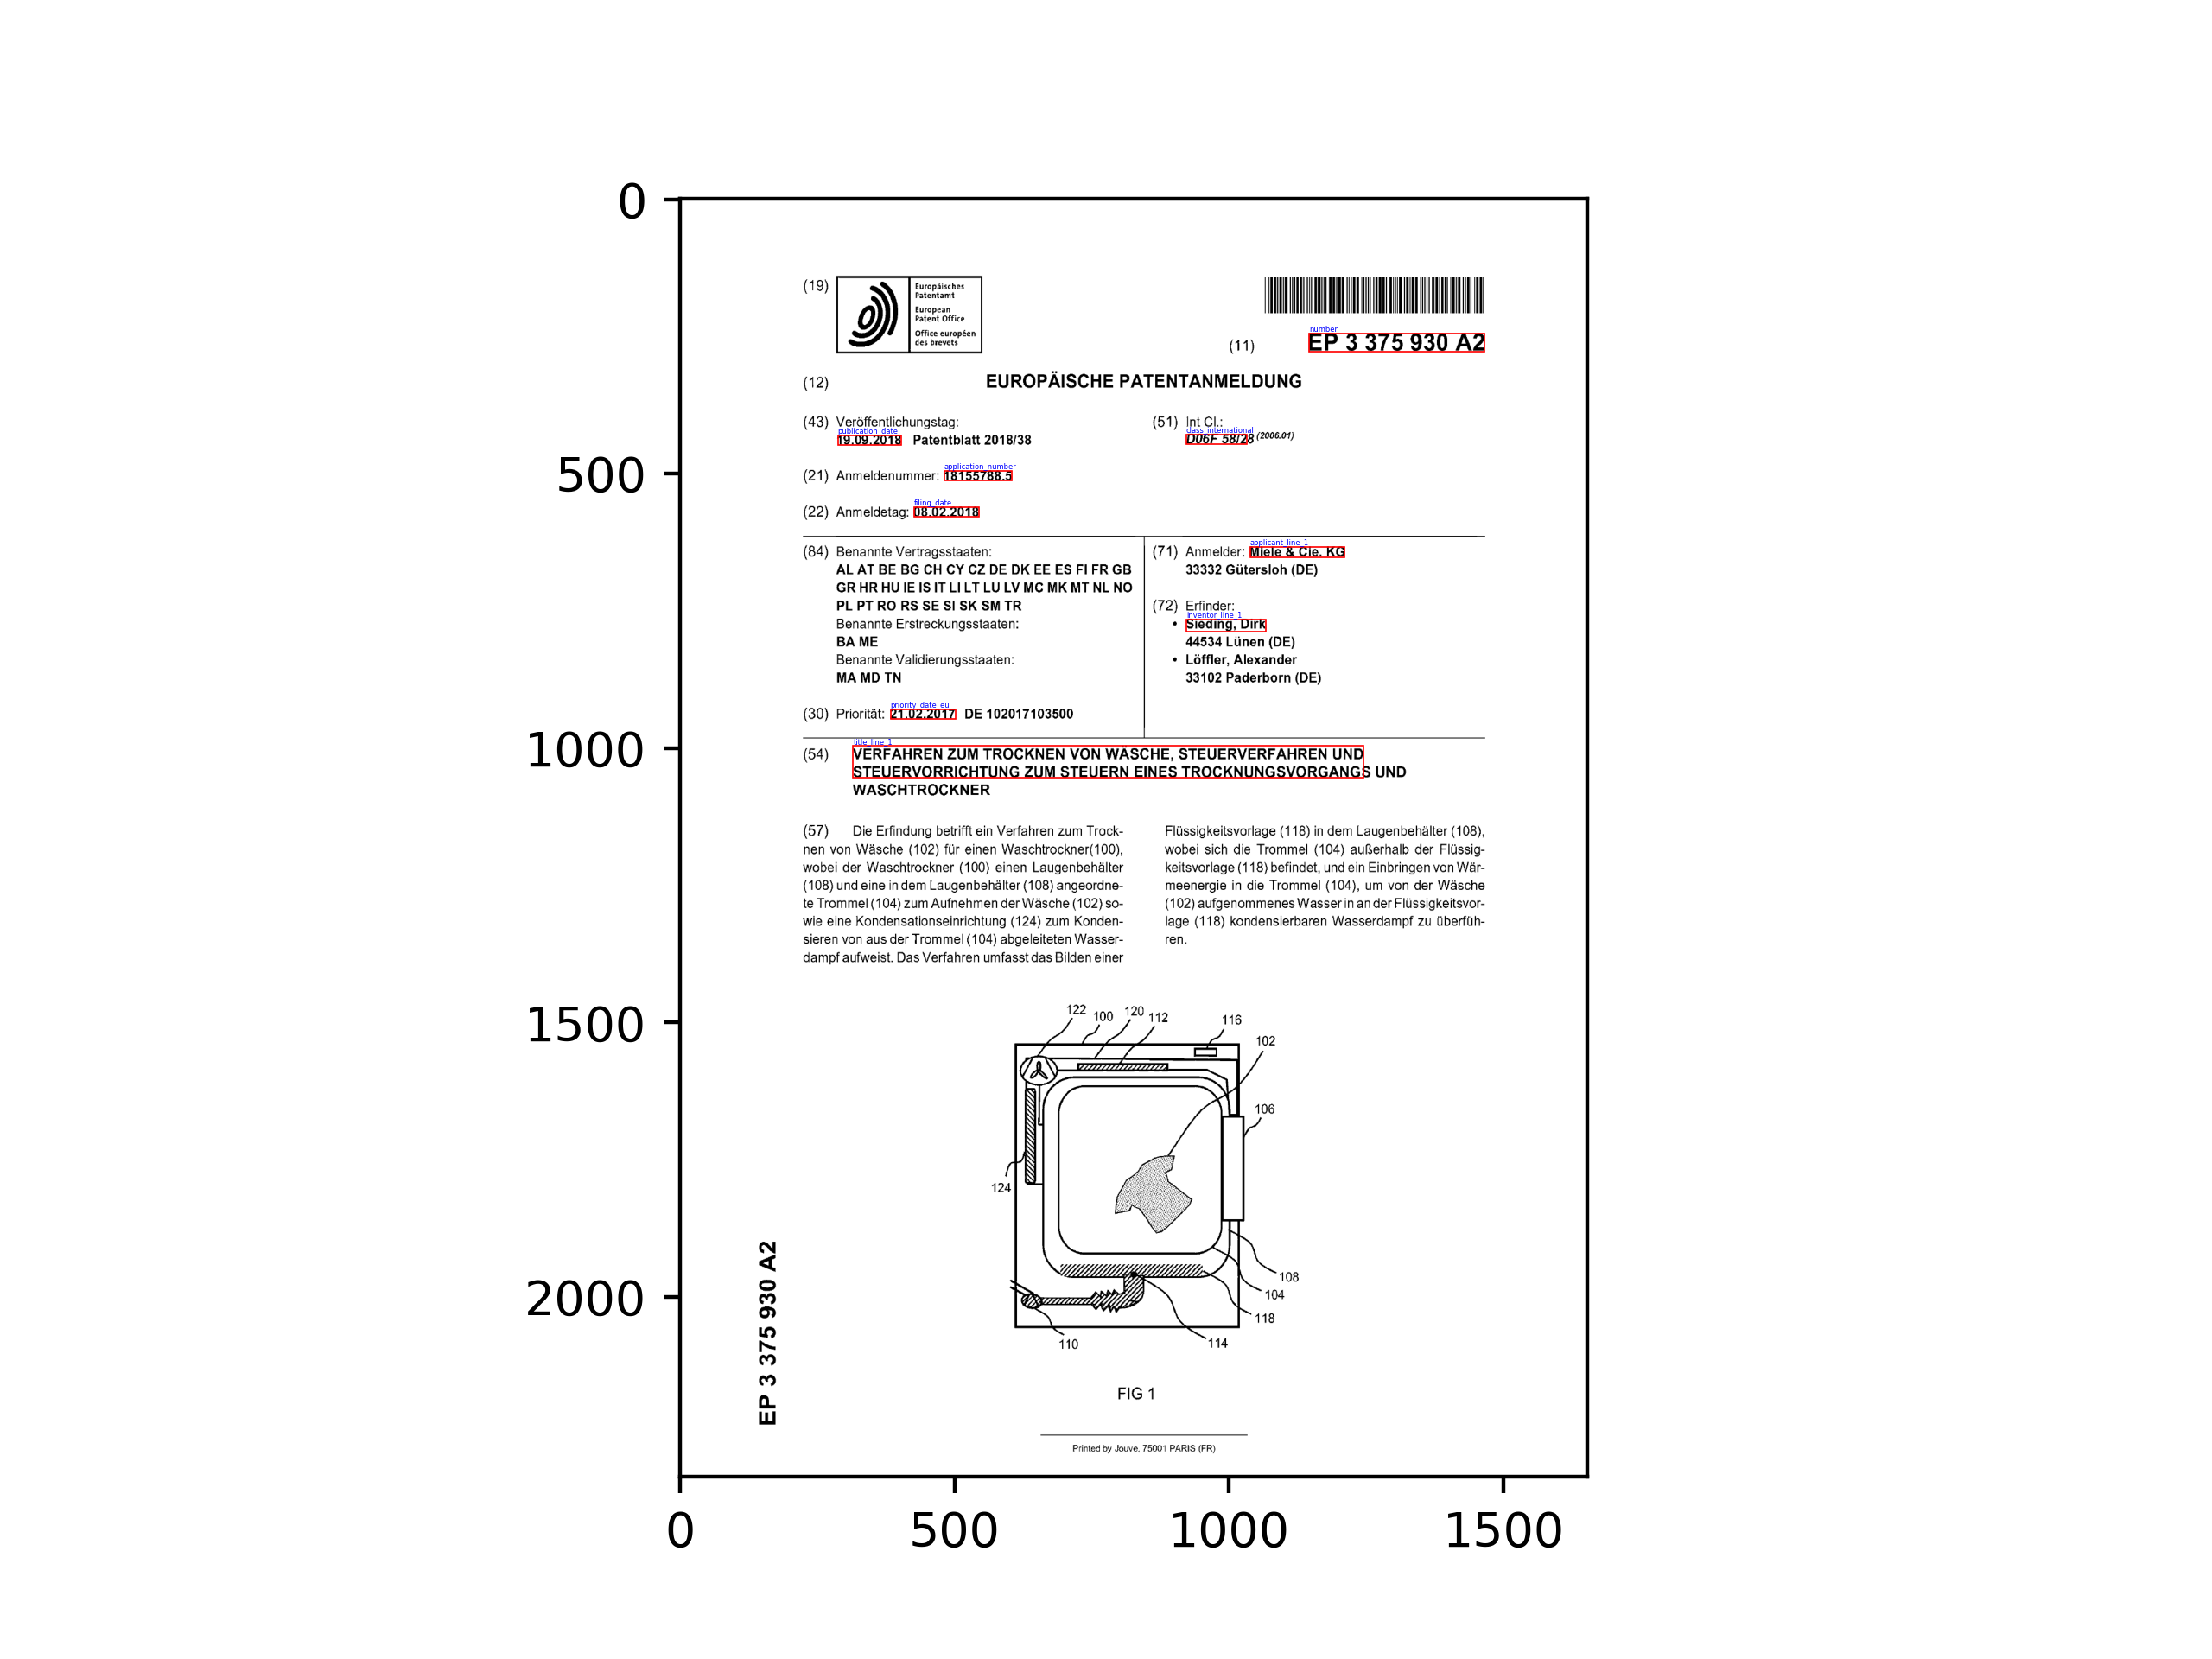 0
500
1000
1500
2000
0
500
1000
1500
(19)
Europäisches
Patentamt
European
Patent Office
Office européen
des brevets
number
(11)
EP 3 375 930 A2
(12)
EUROPÄISCHE PATENTANMELDUNG
(43) Veröffentlichungstag:
publication_date
19.09.2018 Patentblatt 2018/38
(21) Anmeldenummer: 18155788.5
application_number
(22) Anmeldetag: 08.02.2018
filing_date
(51) Int Cl.:
class_international
D06F 58/28 (2006.01)
(84) Benannte Vertragsstaaten:
AL AT BE BG CH CY CZ DE DK EE ES FI FR GB
GR HR HU IE IS IT LI LT LU LV MC MK MT NL NO
PL PT RO RS SE SI SK SM TR
Benannte Erstreckungsstaaten:
BA ME
Benannte Validierungsstaaten:
MA MD TN
(30) Priorität: 21.02.2017 DE 102017103500
priority_date_eu
(71) Anmelder: Miele & Cie. KG
applicant_line_1
33332 Gütersloh (DE)
(72) Erfinder:
inventor_line_1
• Sieding, Dirk
44534 Lünen (DE)
• Löffler, Alexander
33102 Paderborn (DE)
title_line_1
(54) VERFAHREN ZUM TROCKNEN VON WÄSCHE, STEUERVERFAHREN UND
STEUERVORRICHTUNG ZUM STEUERN EINES TROCKNUNGSVORGANGS UND
WASCHTROCKNER
(57) Die Erfindung betrifft ein Verfahren zum Trock-
nen von Wäsche (102) für einen Waschtrockner(100),
wobei der Waschtrockner (100) einen Laugenbehälter
(108) und eine in dem Laugenbehälter (108) angeordne-
te Trommel (104) zum Aufnehmen der Wäsche (102) so-
wie eine Kondensationseinrichtung (124) zum Konden-
sieren von aus der Trommel (104) abgeleiteten Wasser-
dampf aufweist. Das Verfahren umfasst das Bilden einer
Flüssigkeitsvorlage (118) in dem Laugenbehälter (108),
wobei sich die Trommel (104) außerhalb der Flüssig-
keitsvorlage (118) befindet, und ein Einbringen von Wär-
meenergie in die Trommel (104), um von der Wäsche
(102) aufgenommenes Wasser in an der Flüssigkeitsvor-
lage (118) kondensierbaren Wasserdampf zu überfüh-
ren.
122
100
120
112
116
102
106
124
108
104
118
110
114
FIG 1
EP 3 375 930 A2
Printed by Jouve, 75001 PARIS (FR)